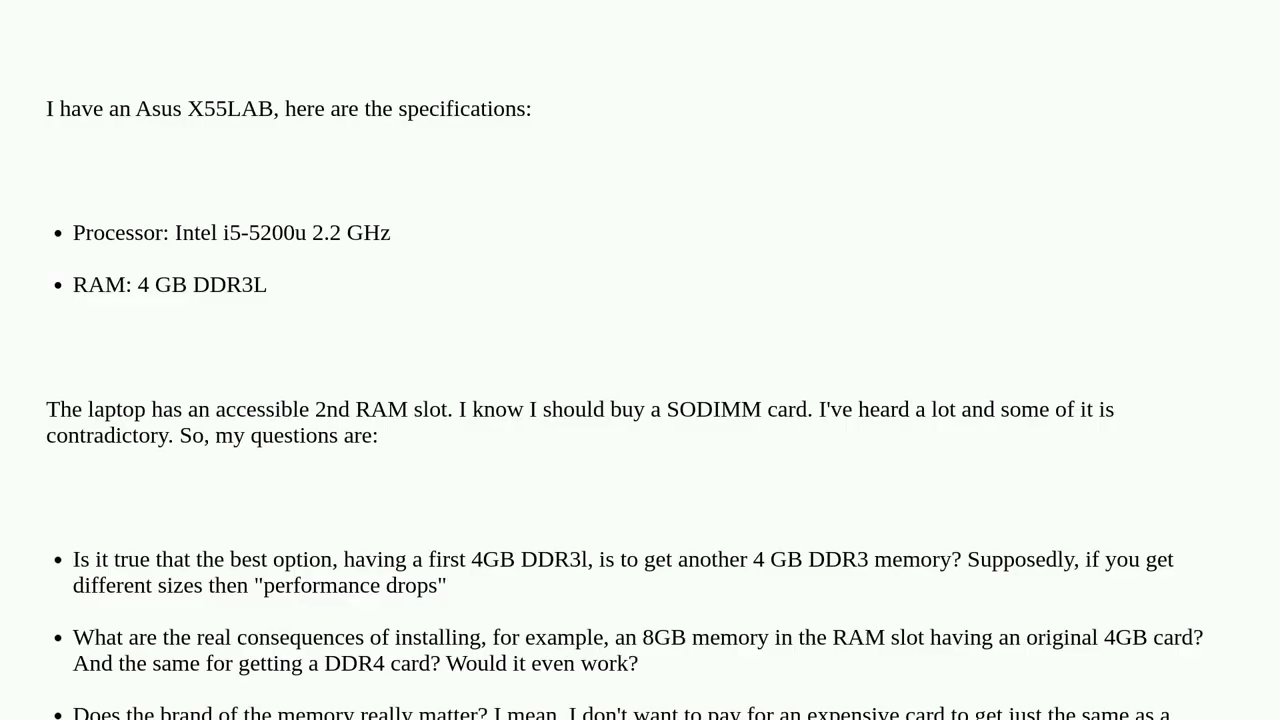 I have an Asus X55LAB, here are the specifications:
• Processor: Intel i5-5200u 2.2 GHz
• RAM: 4 GB DDR3L
The laptop has an accessible 2nd RAM slot. I know I should buy a SODIMM card. I've heard a lot and some of it is
contradictory. So, my questions are:
• Is it true that the best option, having a first 4GB DDR3l, is to get another 4 GB DDR3 memory? Supposedly, if you get
different sizes then "performance drops"
• What are the real consequences of installing, for example, an 8GB memory in the RAM slot having an original 4GB card?
And the same for getting a DDR4 card? Would it even work?
• Does the brand of the memory really matter? I mean, I don't want to pay for an expensive card to get just the same as a